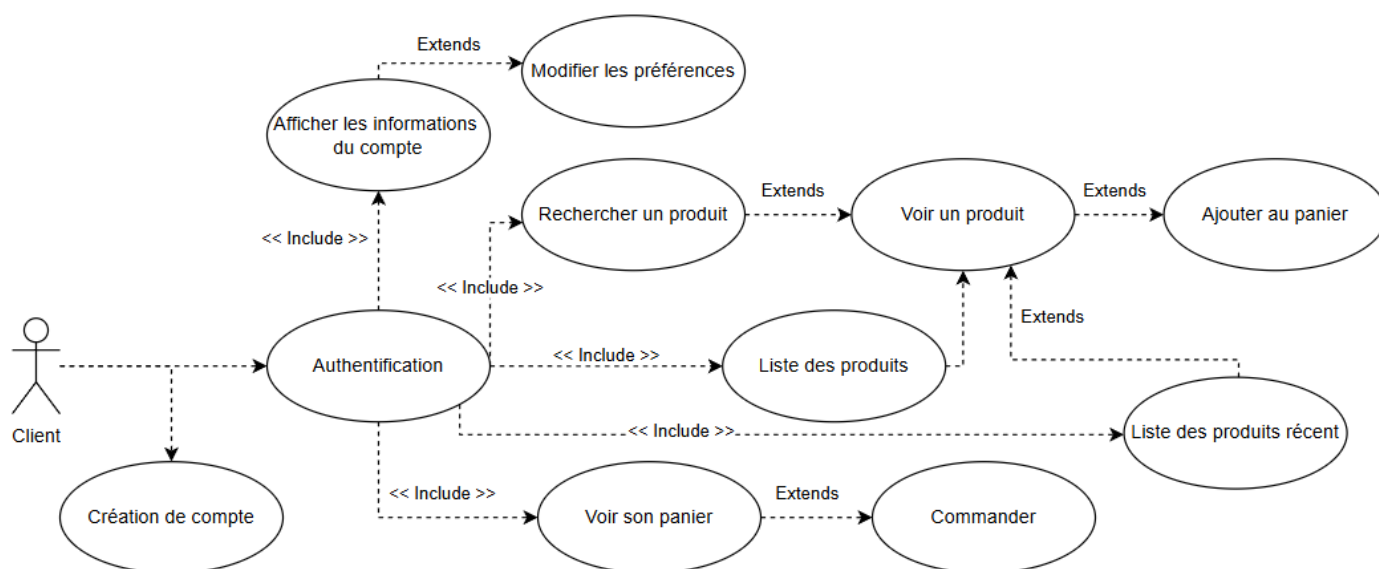 Extends
Modifier les préférences
Afficher les informations
du compte
<< Include >>
Rechercher un produit
Extends
Voir un produit
Extends
Ajouter au panier
<< Include >>
Extends
Authentification
<< Include >>
Liste des produits
Client
<< Include >>
Liste des produits récent
Création de compte
<< Include >>
Voir son panier
Extends
Commander